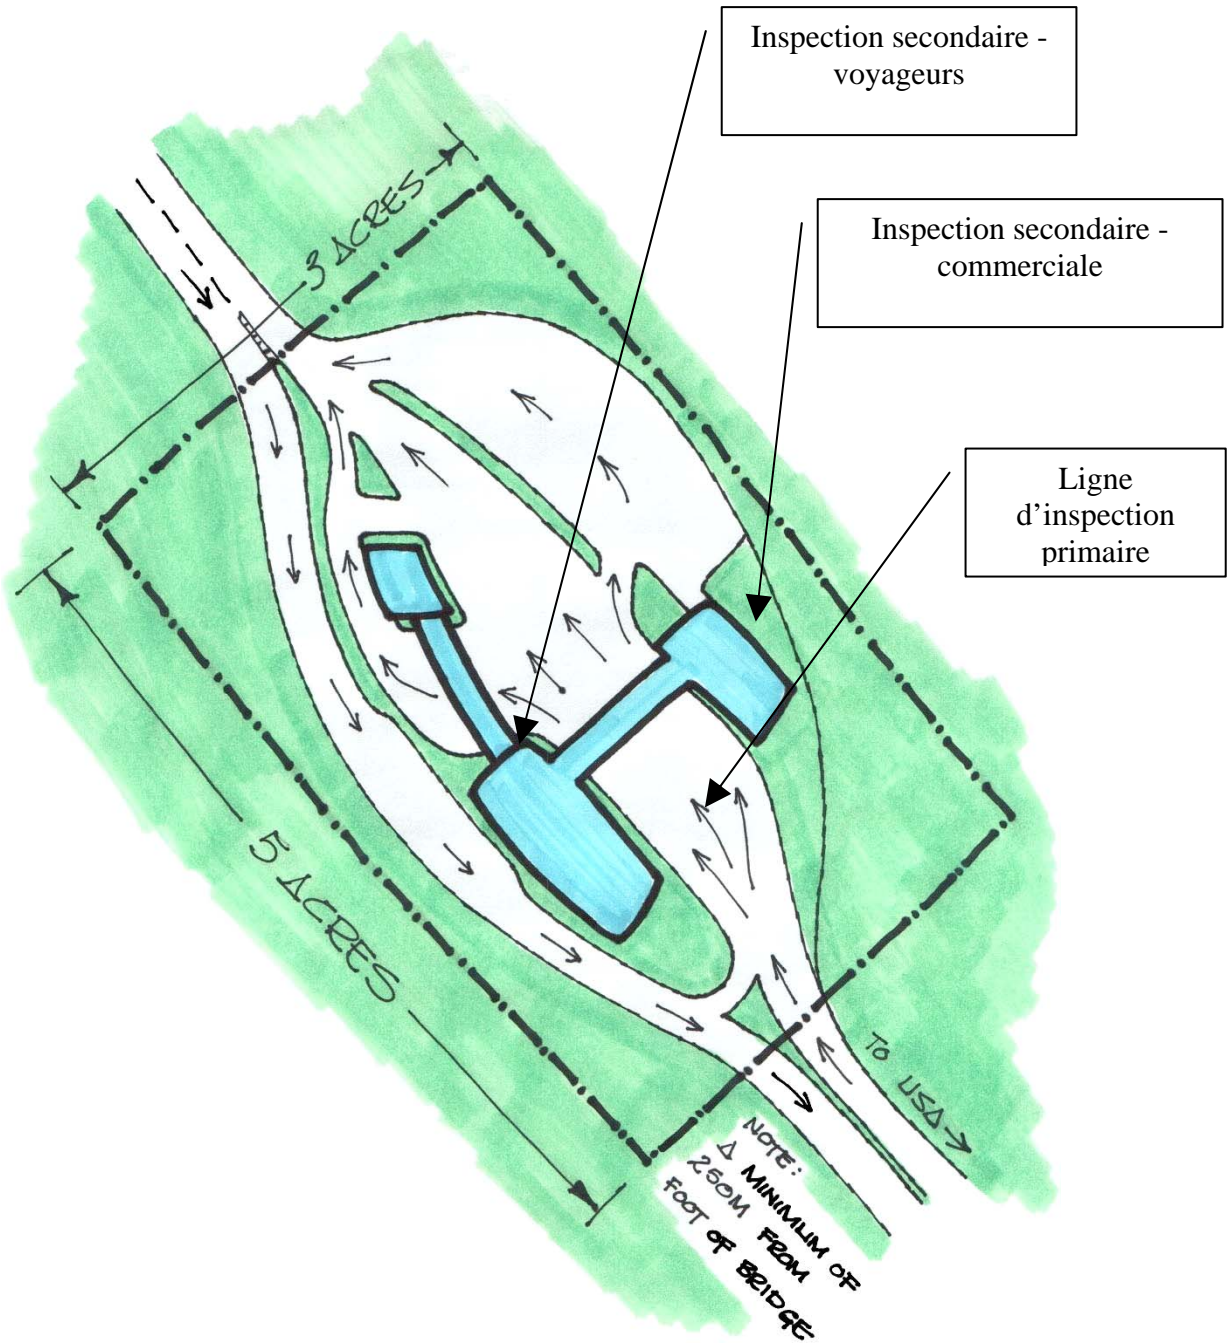 Inspection secondaire -
voyageurs
Inspection secondaire -
commerciale
Ligne
d’inspection
primaire
3 ACRES
5 ACRES
TO USA→
NOTE:
A MINIMUM OF
250M FROM
FOOT OF BRIDGE